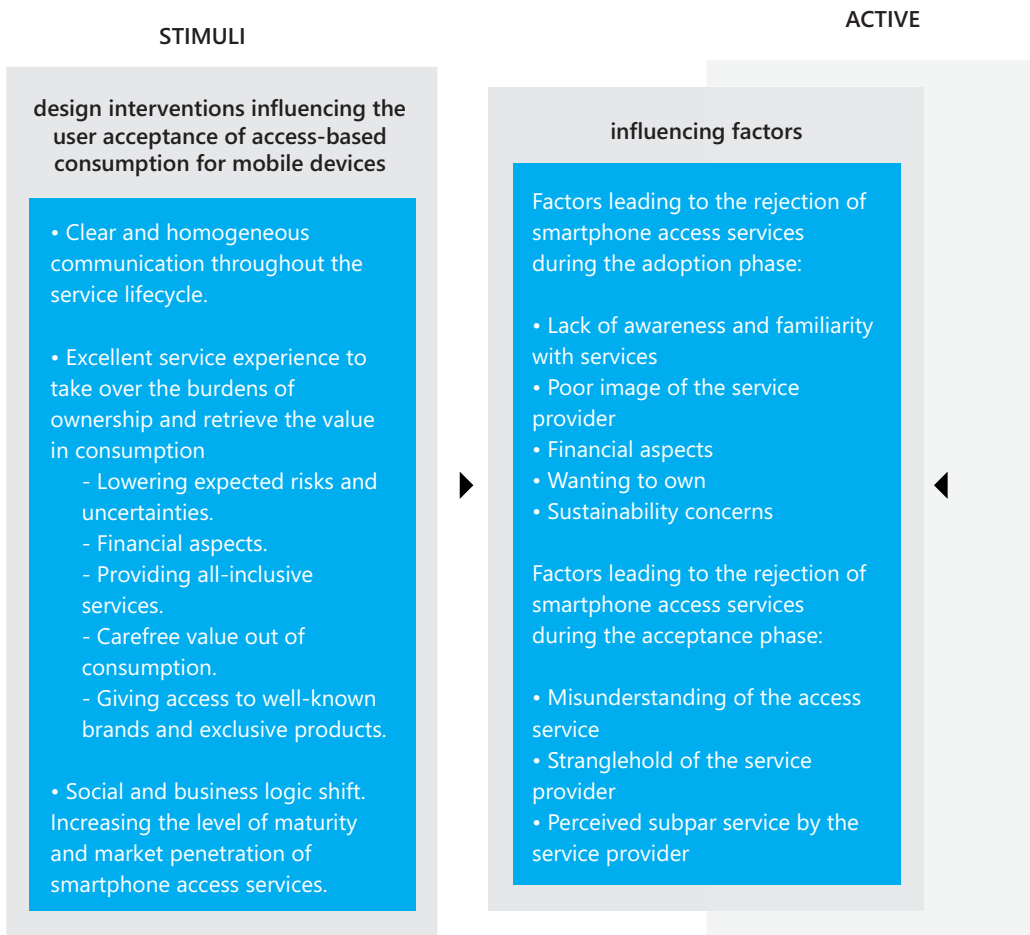 STIMULI
design interventions influencing the
user acceptance of access-based
consumption for mobile devices
• Clear and homogeneous
communication throughout the
service lifecycle.
• Excellent service experience to
take over the burdens of
ownership and retrieve the value
in consumption
- Lowering expected risks and
uncertainties.
- Financial aspects.
- Providing all-inclusive
services.
- Carefree value out of
consumption.
- Giving access to well-known
brands and exclusive products.
• Social and business logic shift.
Increasing the level of maturity
and market penetration of
smartphone access services.
ACTIVE
influencing factors
Factors leading to the rejection of
smartphone access services
during the adoption phase:
• Lack of awareness and familiarity
with services
• Poor image of the service
provider
• Financial aspects
• Wanting to own
• Sustainability concerns
Factors leading to the rejection of
smartphone access services
during the acceptance phase:
• Misunderstanding of the access
service
• Stranglehold of the service
provider
• Perceived subpar service by the
service provider